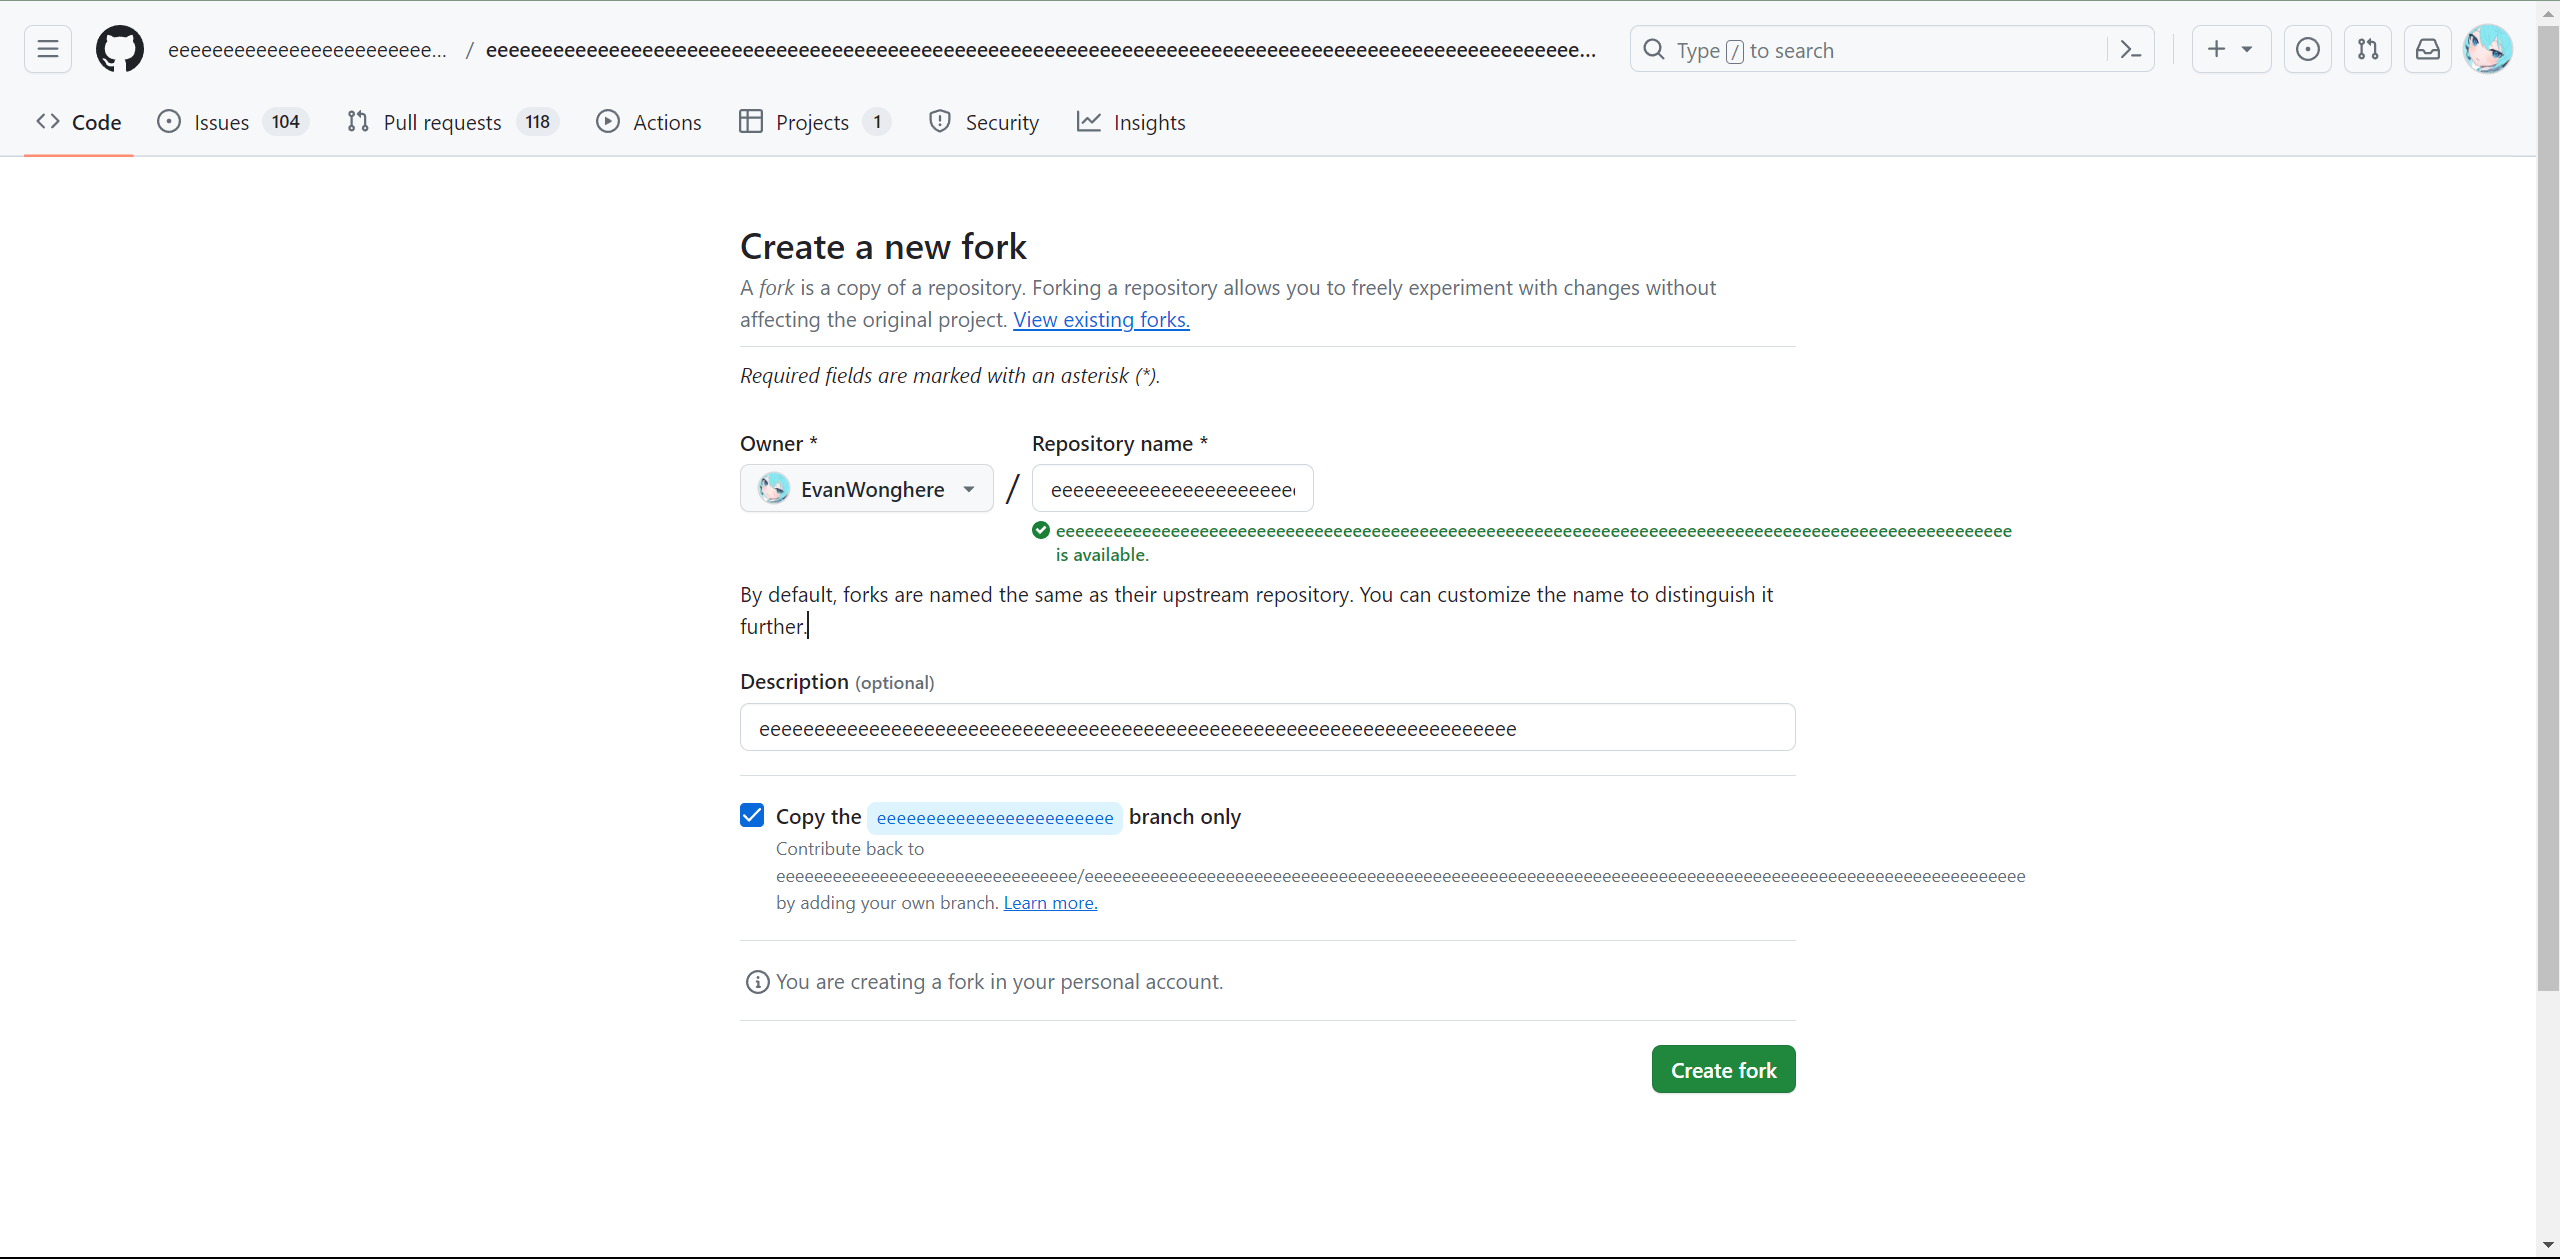 eeeeeeeeeeeeeeeeeeeeeeee... / eeeeeeeeeeeeeeeeeeeeeeeeeeeeeeeeeeeeeeeeeeeeeeeeeeeeeeeeeeeeeeeeeeeeeeeeeeeeeeeeeeeeeeeeeeeeeeeeee... Type / to search
Code Issues 104 Pull requests 118 Actions Projects 1 Security Insights
Create a new fork
A fork is a copy of a repository. Forking a repository allows you to freely experiment with changes without
affecting the original project. View existing forks.
Required fields are marked with an asterisk (*).
Owner * Repository name *
EvanWonghere / eeeeeeeeeeeeeeeeeeeeee
eeeeeeeeeeeeeeeeeeeeeeeeeeeeeeeeeeeeeeeeeeeeeeeeeeeeeeeeeeeeeeeeeeeeeeeeeeeeeeeeeeeeeeeeeeeeeeeeeeee
is available.
By default, forks are named the same as their upstream repository. You can customize the name to distinguish it
further.
Description (optional)
eeeeeeeeeeeeeeeeeeeeeeeeeeeeeeeeeeeeeeeeeeeeeeeeeeeeeeeeeeeeeeeeeeeee
Copy the eeeeeeeeeeeeeeeeeeeeeeee branch only
Contribute back to
eeeeeeeeeeeeeeeeeeeeeeeeeeeeeeee/eeeeeeeeeeeeeeeeeeeeeeeeeeeeeeeeeeeeeeeeeeeeeeeeeeeeeeeeeeeeeeeeeeeeeeeeeeeeeeeeeeeeeeeeeeeeeeeeeeee
by adding your own branch. Learn more.
You are creating a fork in your personal account.
Create fork